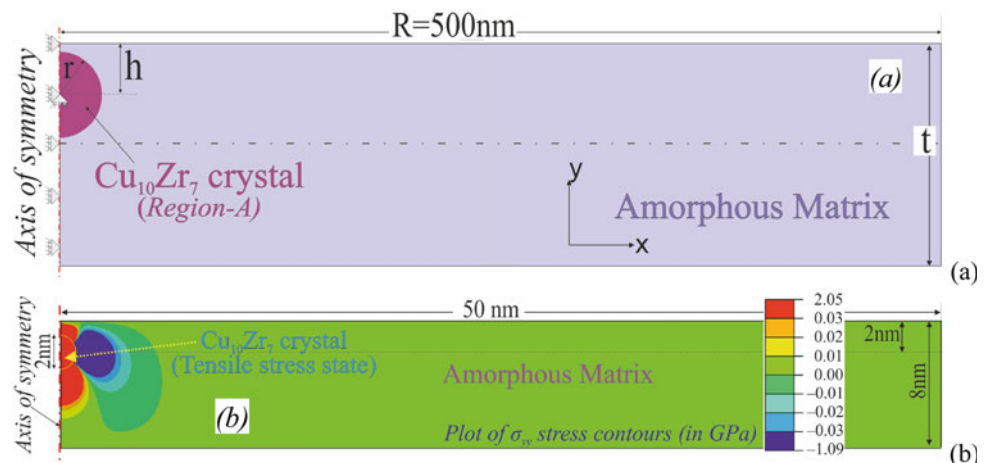 R=500nm
(a)
Axis of symmetry
r
h
t
Cu₁₀Zr₇ crystal
(Region-A)
y
x
Amorphous Matrix
(a)
50 nm
Axis of symmetry
2nm
Cu₁₀Zr₇ crystal
(Tensile stress state)
Amorphous Matrix
(b)
Plot of σyy stress contours (in GPa)
2.05
0.03
0.02
0.01
0.00
−0.01
−0.02
−0.03
−1.09
2nm
8nm
(b)